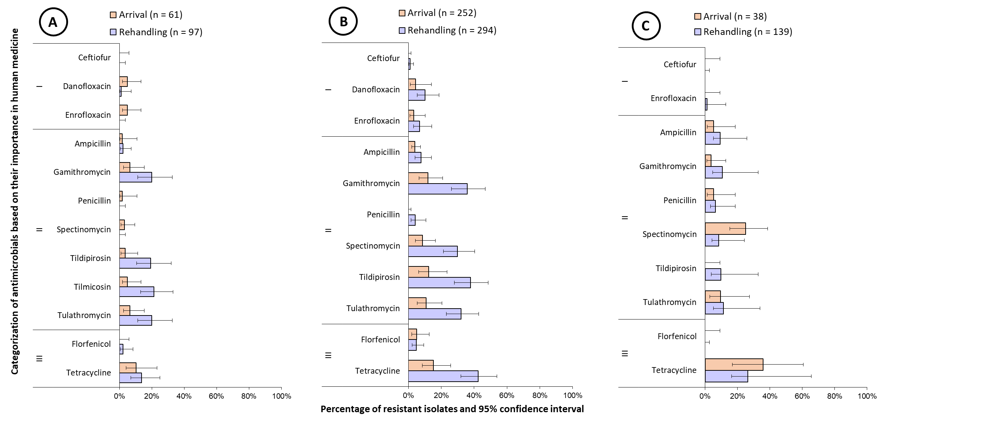 Categorization of antimicrobials based on their importance in human medicine
A
Arrival (n = 61)
Rehandling (n = 97)
I
Ceftiofur
Danofloxacin
Enrofloxacin
II
Ampicillin
Gamithromycin
Penicillin
Spectinomycin
Tildipirosin
Tilmicosin
Tulathromycin
III
Florfenicol
Tetracycline
0% 20% 40% 60% 80% 100%
B
Arrival (n = 252)
Rehandling (n = 294)
I
Ceftiofur
Danofloxacin
Enrofloxacin
II
Ampicillin
Gamithromycin
Penicillin
Spectinomycin
Tildipirosin
Tulathromycin
III
Florfenicol
Tetracycline
0% 20% 40% 60% 80% 100%
C
Arrival (n = 38)
Rehandling (n = 139)
I
Ceftiofur
Enrofloxacin
II
Ampicillin
Gamithromycin
Penicillin
Spectinomycin
Tildipirosin
Tulathromycin
III
Florfenicol
Tetracycline
0% 20% 40% 60% 80% 100%
Percentage of resistant isolates and 95% confidence interval